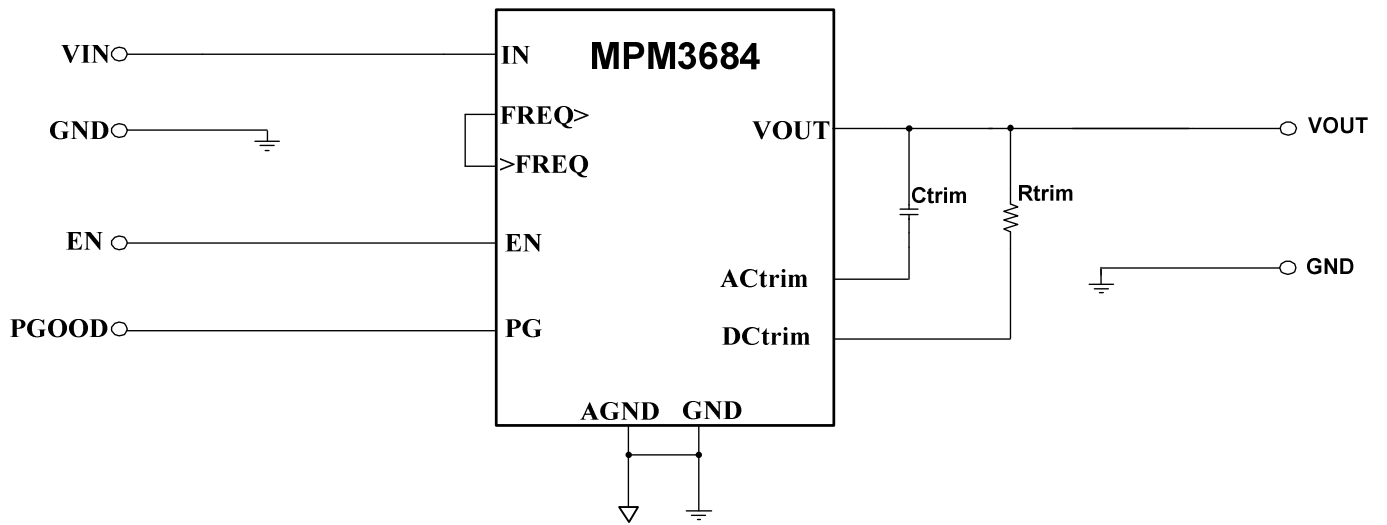 MPM3684
VIN
IN
FREQ>
GND
VOUT
VOUT
>FREQ
Ctrim
Rtrim
EN
EN
GND
ACtrim
PGOOD
PG
DCtrim
AGND
GND